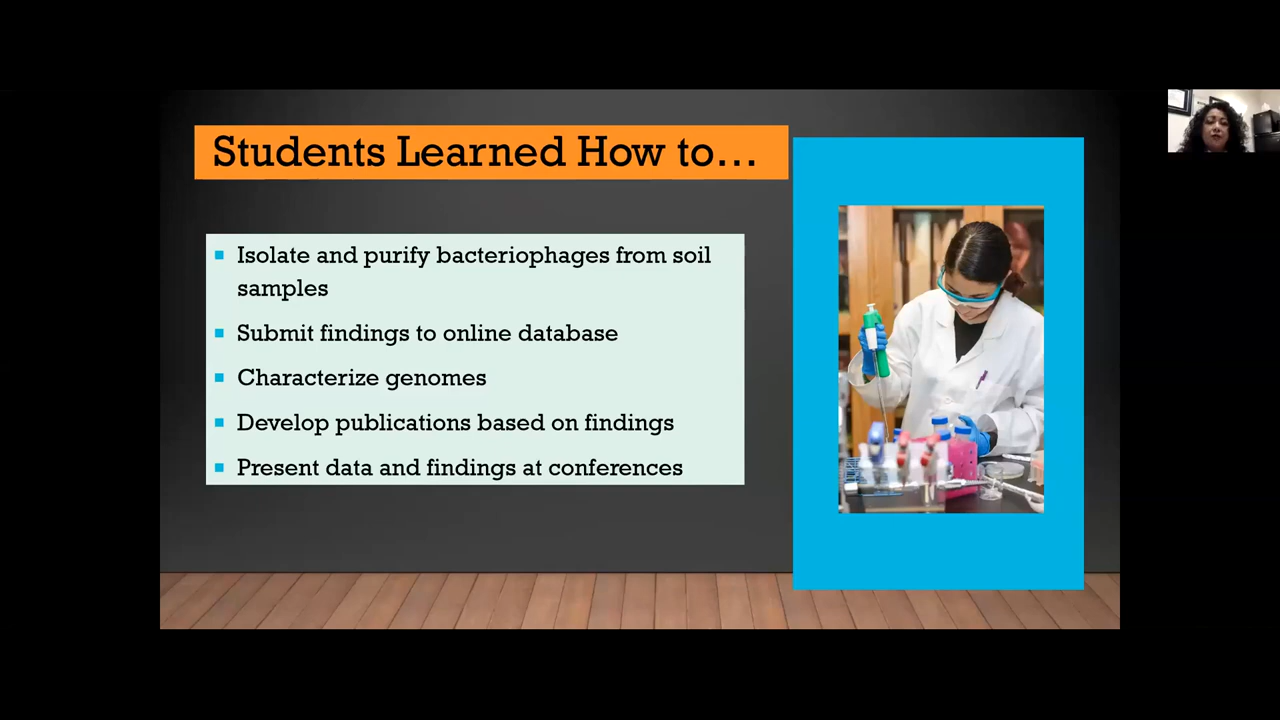 Students Learned How to...
Isolate and purify bacteriophages from soil
samples
Submit findings to online database
Characterize genomes
Develop publications based on findings
Present data and findings at conferences